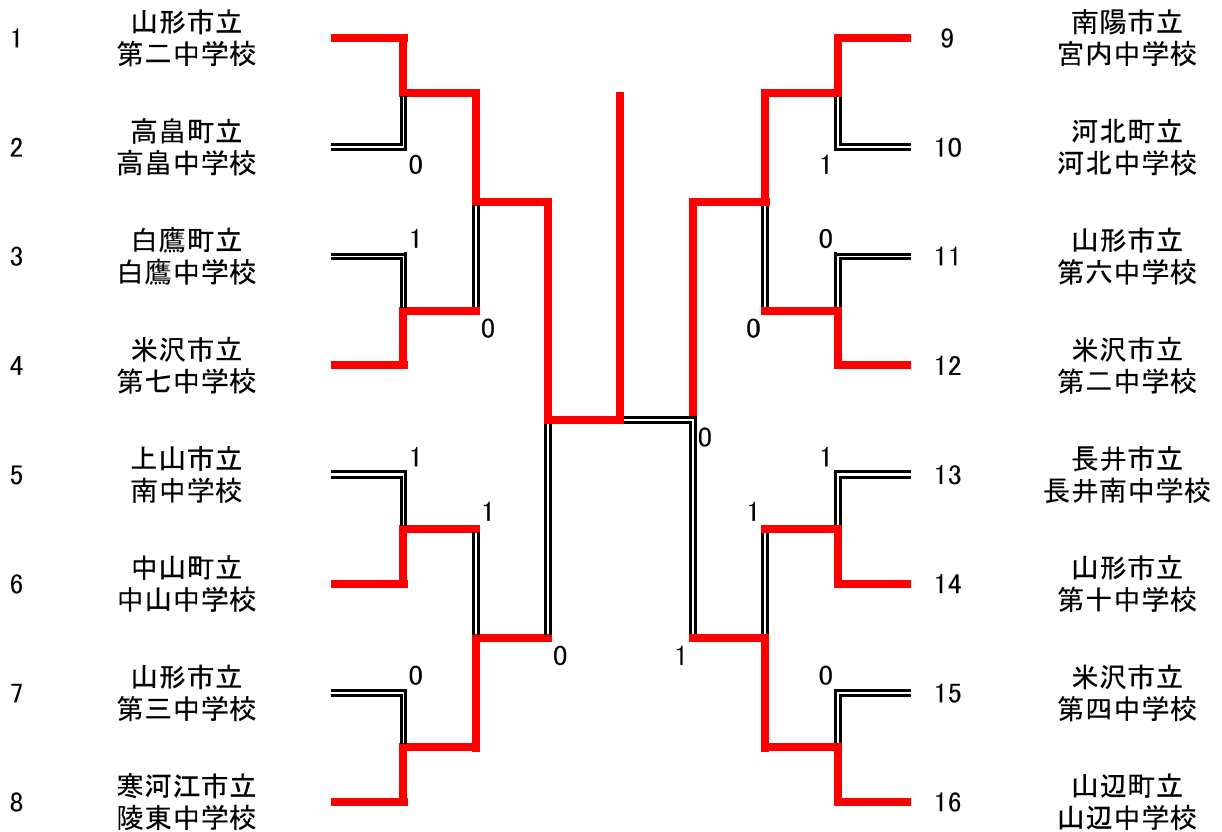 1
山形市立
第二中学校
2
高畠町立
高畠中学校
0
3
白鷹町立
白鷹中学校
1
4
米沢市立
第七中学校
0
5
上山市立
南中学校
1
6
中山町立
中山中学校
1
7
山形市立
第三中学校
0
8
寒河江市立
陵東中学校
0
0
9
南陽市立
宮内中学校
10
河北町立
河北中学校
1
11
山形市立
第六中学校
0
12
米沢市立
第二中学校
0
13
長井市立
長井南中学校
1
14
山形市立
第十中学校
1
15
米沢市立
第四中学校
0
16
山辺町立
山辺中学校
1